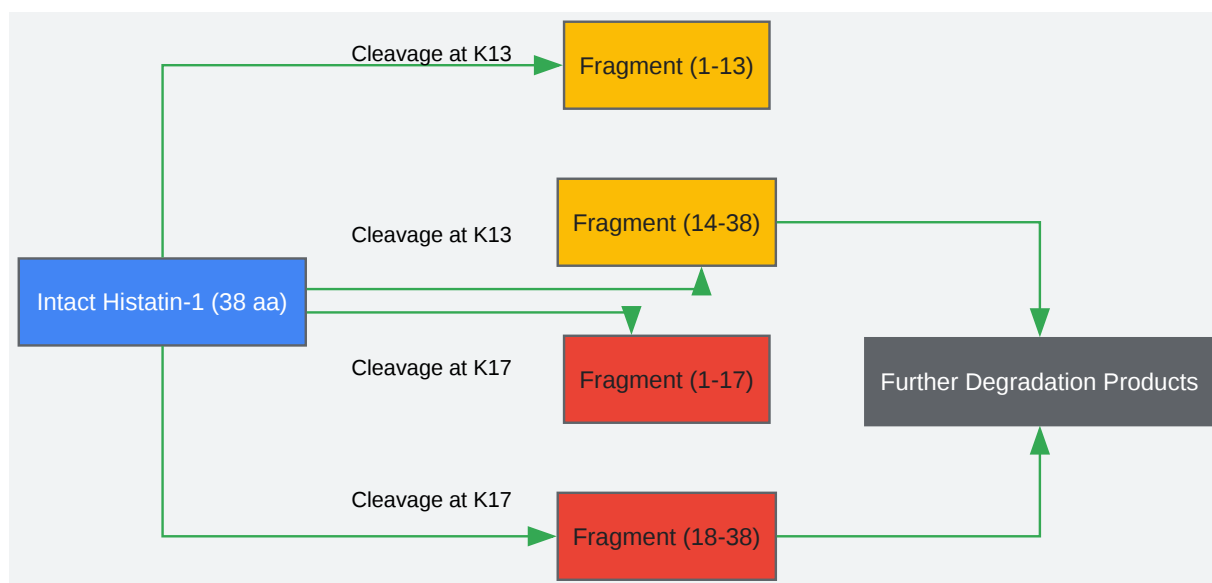 Cleavage at K13
Fragment (1-13)
Cleavage at K13
Fragment (14-38)
Intact Histatin-1 (38 aa)
Cleavage at K17
Fragment (1-17)
Further Degradation Products
Cleavage at K17
Fragment (18-38)